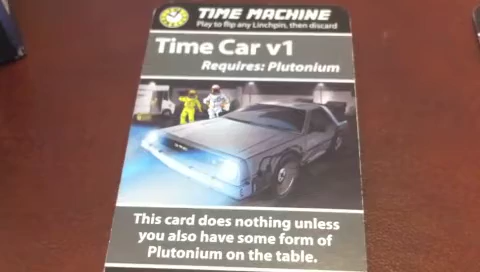 TIME MACHINE
Play to flip any Linchpin, then discard
Time Car v1
Requires: Plutonium
This card does nothing unless
you also have some form of
Plutonium on the table.